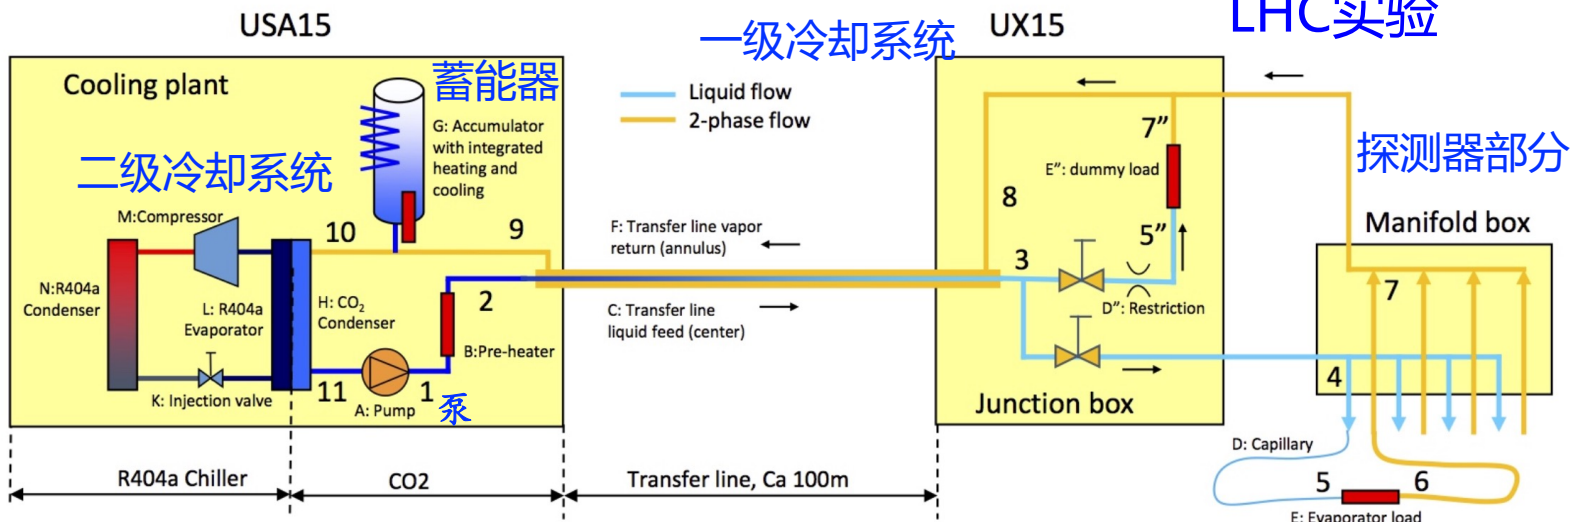 USA15
一级冷却系统
UX15
LHC实验
Cooling plant
蓄能器
G: Accumulator
with integrated
heating and
cooling
二级冷却系统
M:Compressor
N:R404a
Condenser
L: R404a
Evaporator
H: CO₂
Condenser
K: Injection valve
10
9
2
B:Pre-heater
11
A: Pump
1
泵
Liquid flow
2-phase flow
F: Transfer line vapor
return (annulus)
C: Transfer line
liquid feed (center)
7”
E”: dummy load
8
5”
3
D”: Restriction
Junction box
探测器部分
Manifold box
7
4
D: Capillary
5
6
E: Evaporator load
R404a Chiller
CO2
Transfer line, Ca 100m